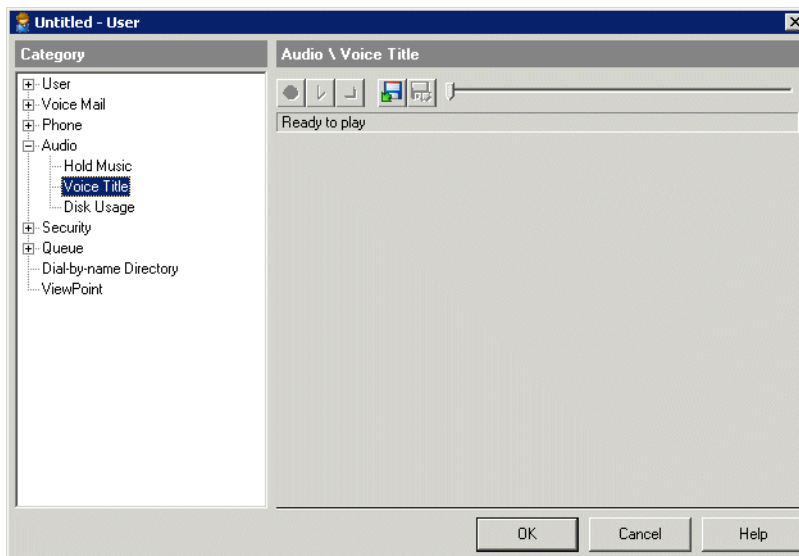 Untitled - User
Category
User
Voice Mail
Phone
Audio
Hold Music
Voice Title
Disk Usage
Security
Queue
Dial-by-name Directory
ViewPoint
Audio \ Voice Title
Ready to play
OK
Cancel
Help